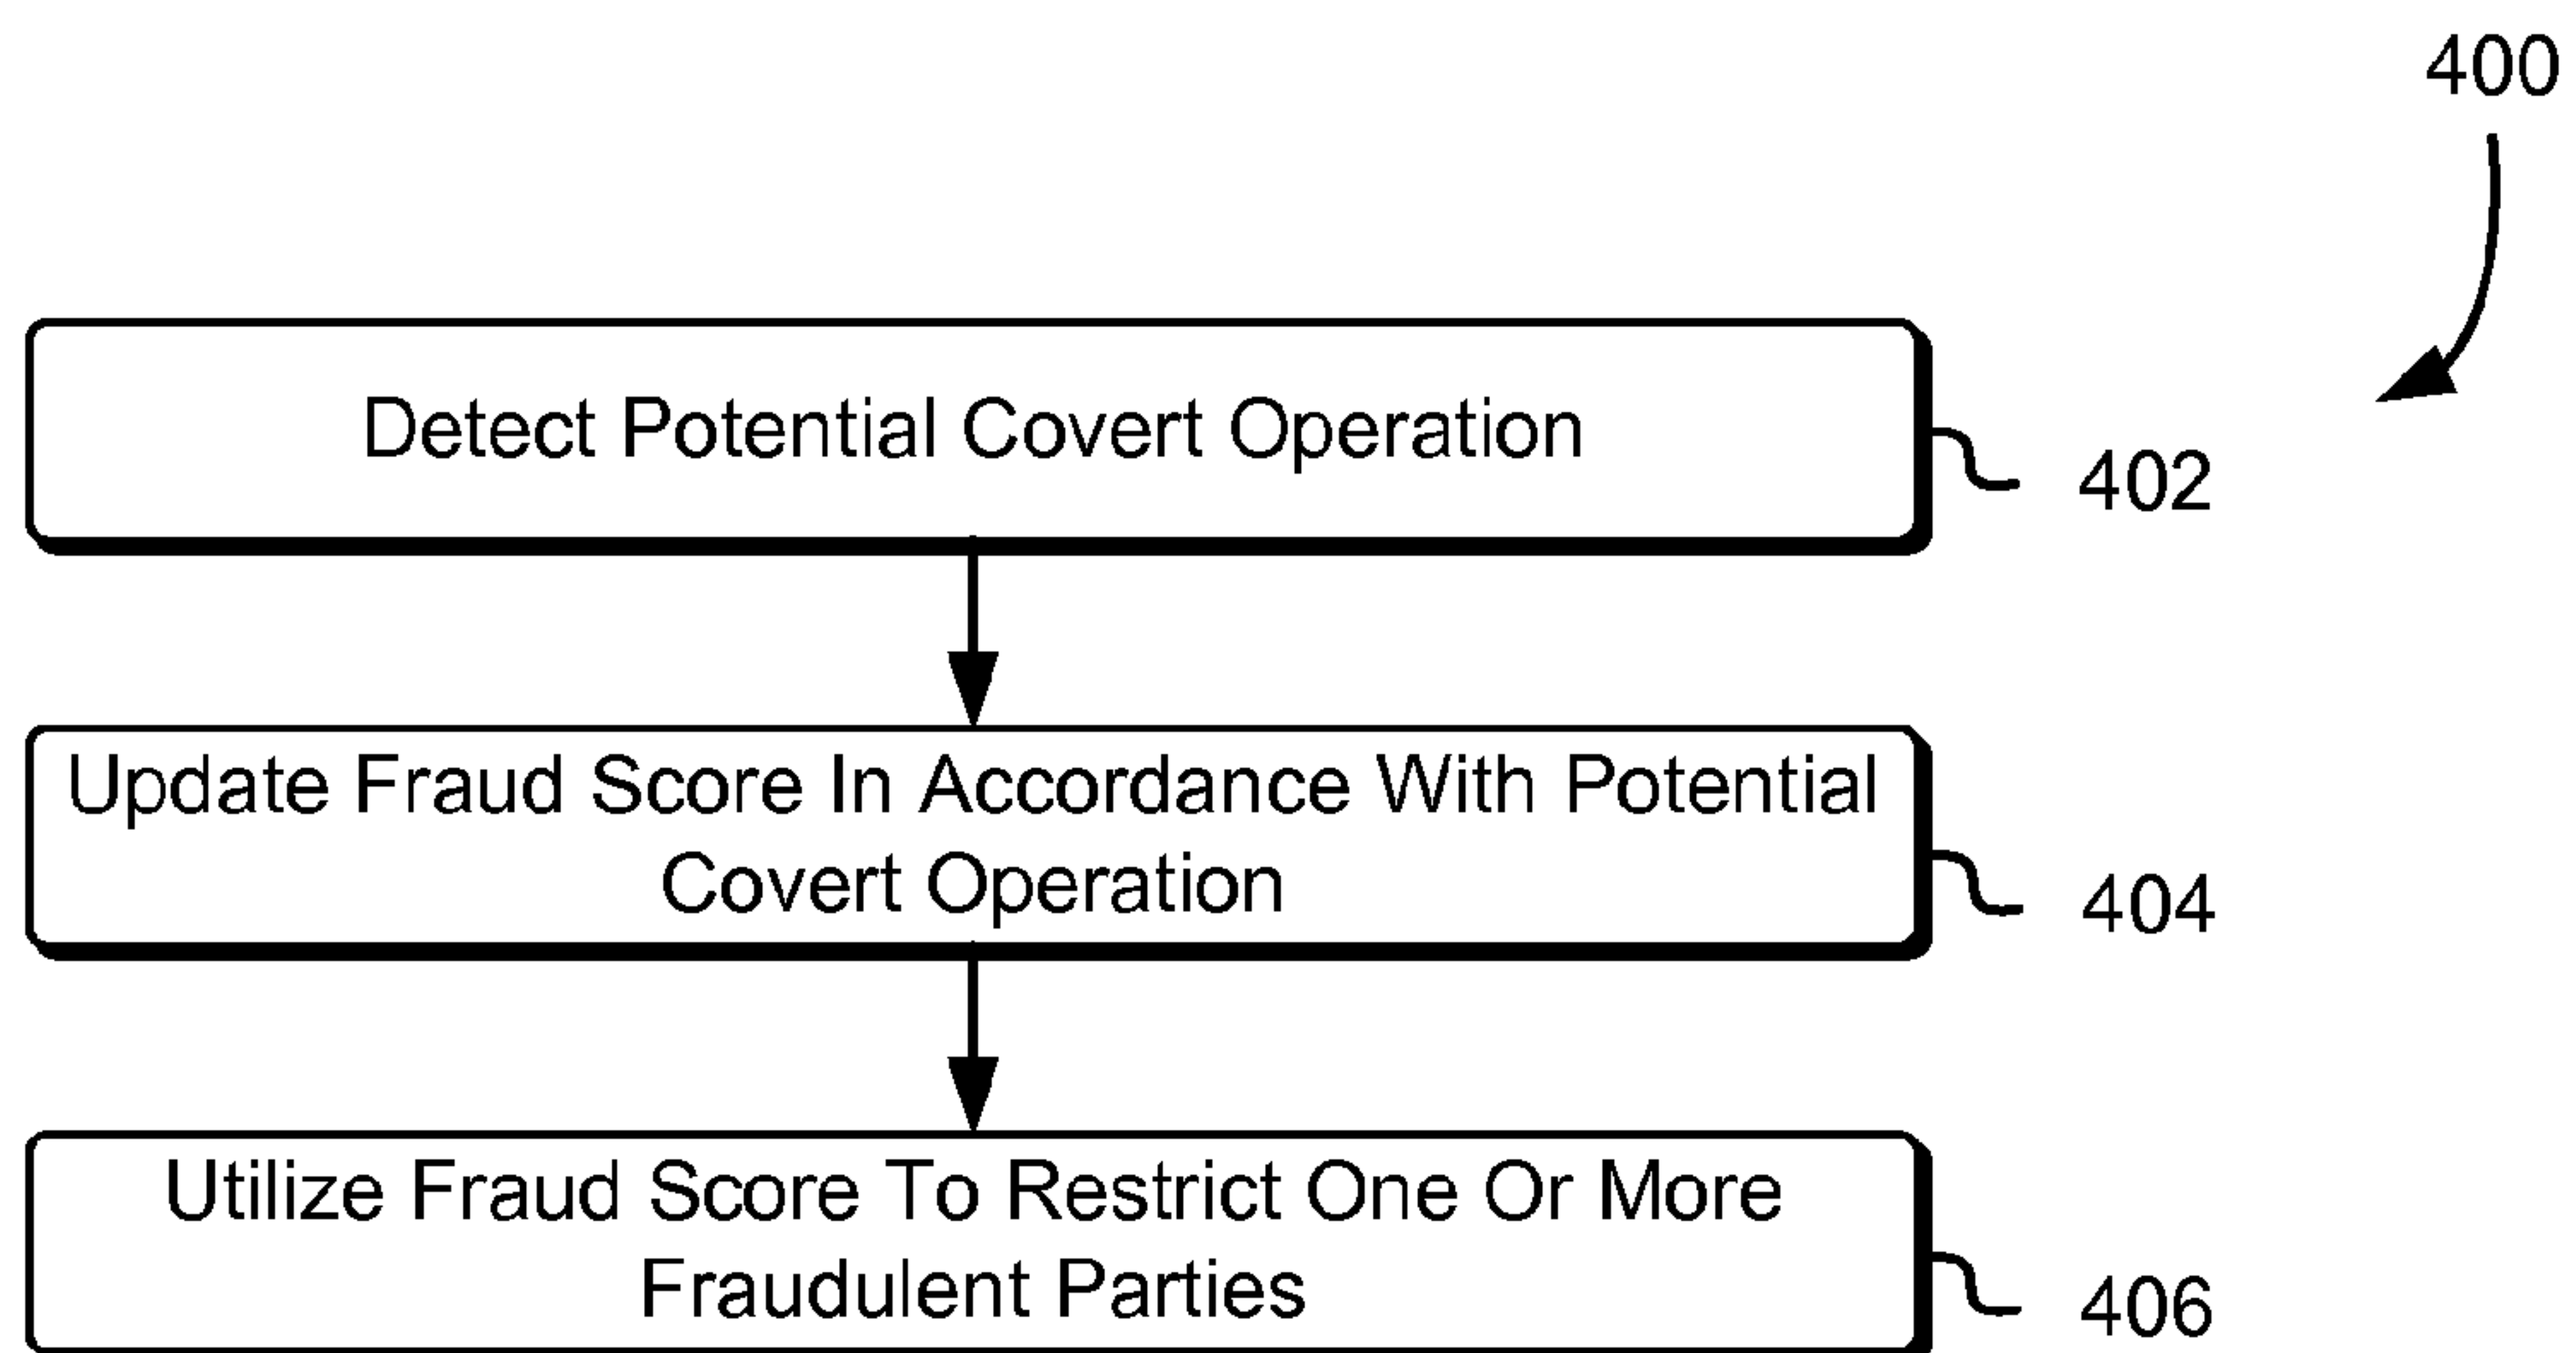 400
Detect Potential Covert Operation
402
Update Fraud Score In Accordance With Potential
Covert Operation
404
Utilize Fraud Score To Restrict One Or More
Fraudulent Parties
406